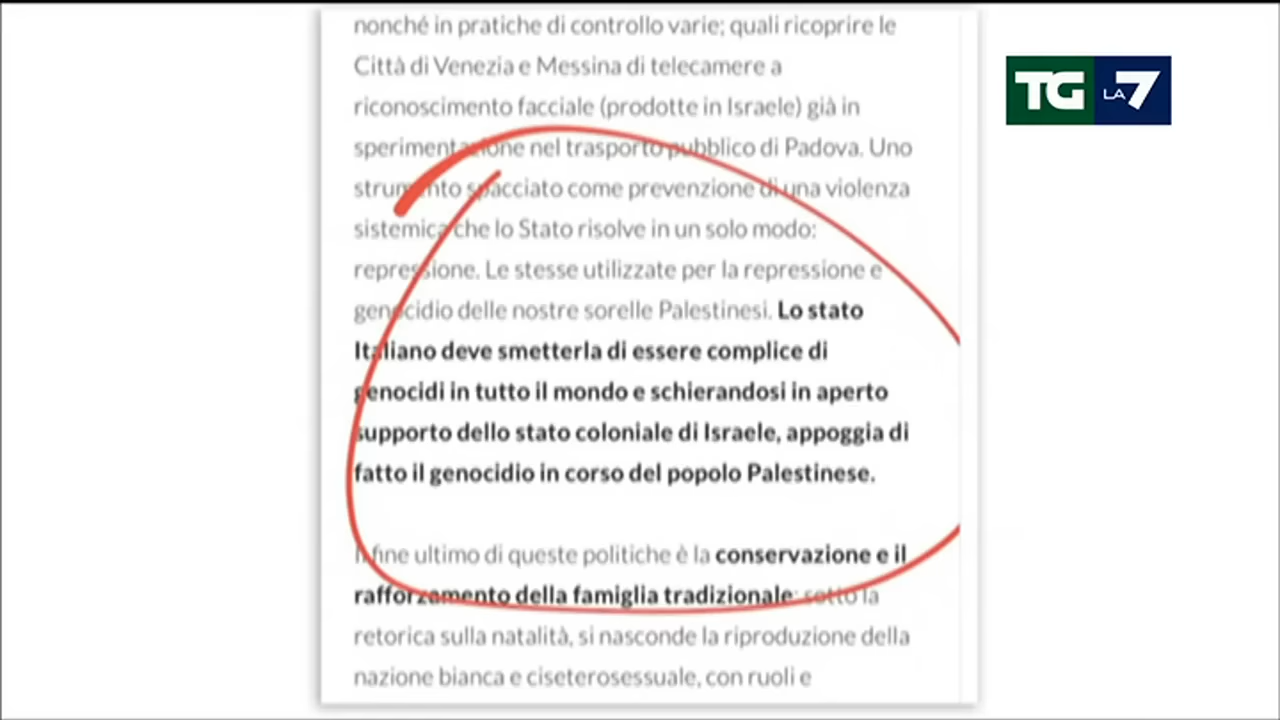 nonché in pratiche di controllo varie; quali ricoprire le
Città di Venezia e Messina di telecamere a
riconoscimento facciale (prodotte in Israele) già in
sperimentazione nel trasporto pubblico di Padova. Uno
strumento spacciato come prevenzione di una violenza
sistemica che lo Stato risolve in un solo modo:
repressione. Le stesse utilizzate per la repressione e
genocidio delle nostre sorelle Palestinesi. Lo stato
Italiano deve smetterla di essere complice di
genocidi in tutto il mondo e schierandosi in aperto
supporto dello stato coloniale di Israele, appoggia di
fatto il genocidio in corso del popolo Palestinese.
Il fine ultimo di queste politiche è la conservazione e il
rafforzamento della famiglia tradizionale: sotto la
retorica sulla natalità, si nasconde la riproduzione della
nazione bianca e ciseterosessuale, con ruoli e
TG LA7